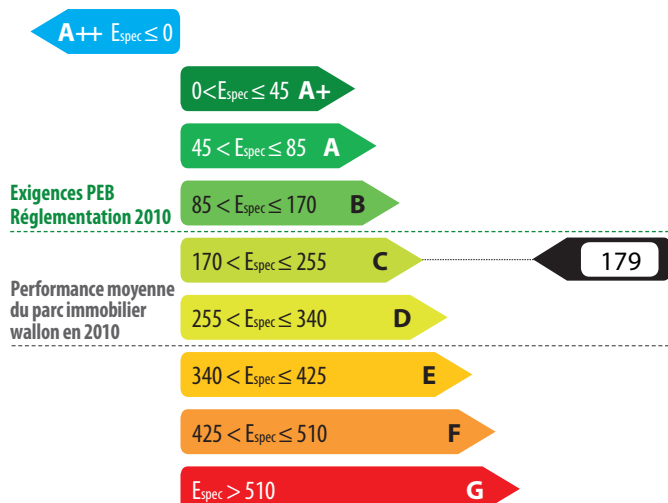 A++ Espec ≤ 0
0<Espec ≤ 45 A+
45 < Espec ≤ 85 A
Exigences PEB
Réglementation 2010
85 < Espec ≤ 170 B
170 < Espec ≤ 255 C
179
Performance moyenne
du parc immobilier
wallon en 2010
255 < Espec ≤ 340 D
340 < Espec ≤ 425 E
425 < Espec ≤ 510 F
Espec > 510 G